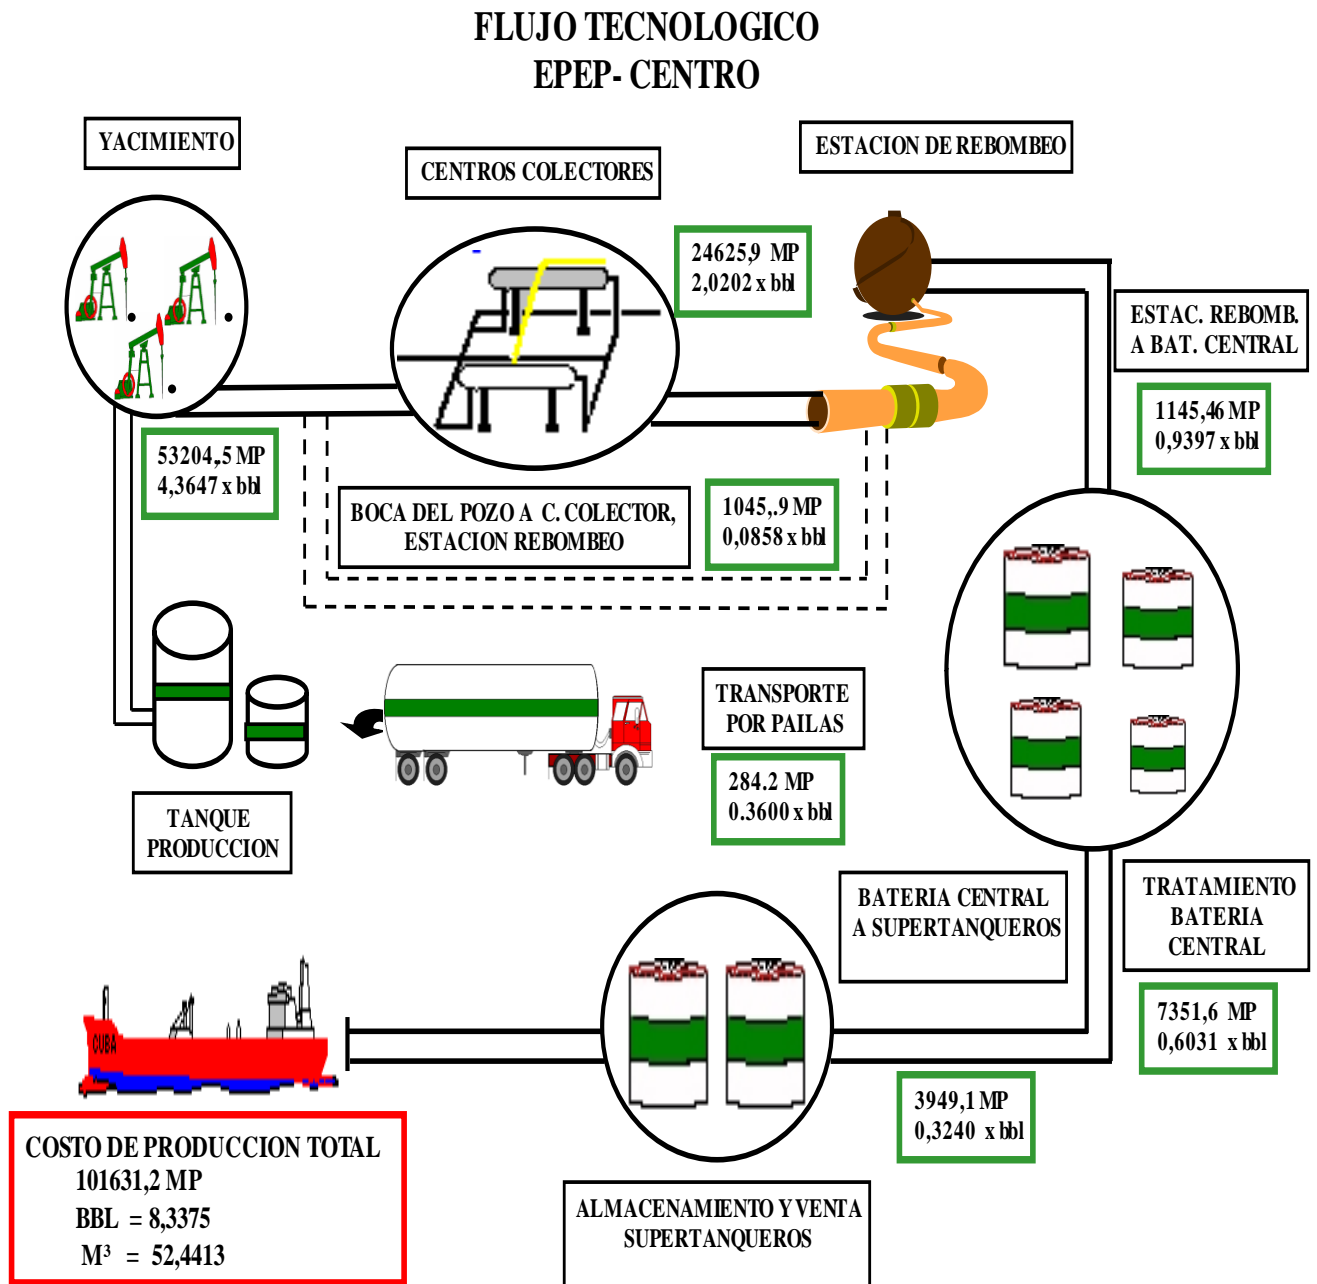 FLUJO TECNOLOGICO
EPEP- CENTRO
YACIMIENTO
CENTROS COLECTORES
ESTACION DE REBOMBEO
24625,9 MP
2,0202 x bbl
ESTAC. REBOMB.
A BAT. CENTRAL
1145,46 MP
0,9397 x bbl
53204,5 MP
4,3647 x bbl
BOCA DEL POZO A C. COLECTOR,
ESTACION REBOMBEO
1045,.9 MP
0,0858 x bbl
TRANSPORTE
POR PAILAS
284.2 MP
0.3600 x bbl
TANQUE
PRODUCCION
BATERIA CENTRAL
A SUPERTANQUEROS
TRATAMIENTO
BATERIA
CENTRAL
7351,6 MP
0,6031 x bbl
3949,1 MP
0,3240 x bbl
CUBA
COSTO DE PRODUCCION TOTAL
101631,2 MP
BBL = 8,3375
M³ = 52,4413
ALMACENAMIENTO Y VENTA
SUPERTANQUEROS